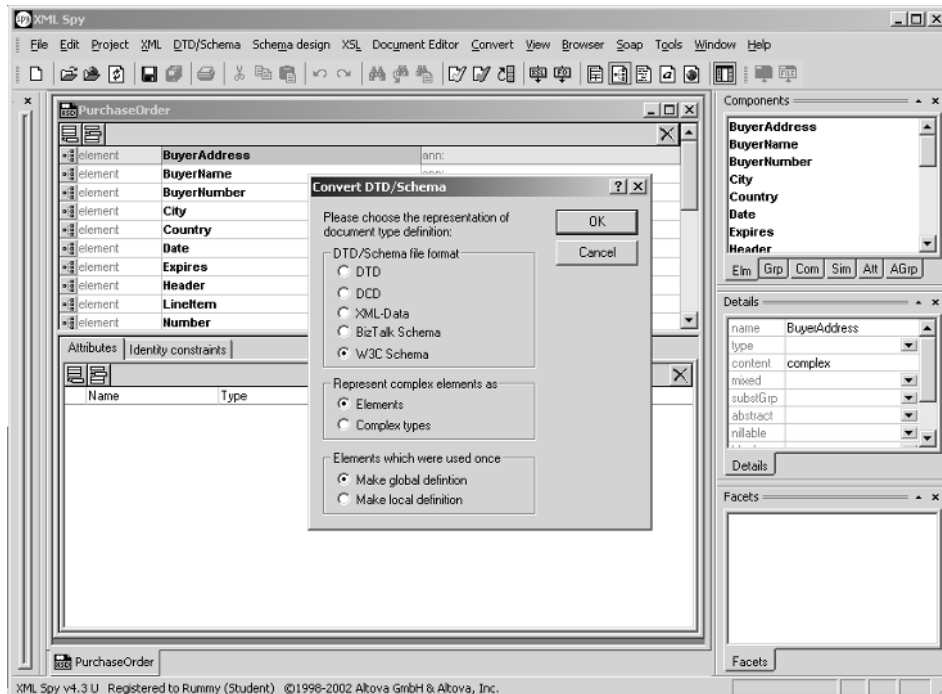 XML Spy
File Edit Project XML DTD/Schema Schema design XSL Document Editor Convert View Browser Soap Tools Window Help
PurchaseOrder
element BuyerAddress ann:
element BuyerName ann:
element BuyerNumber
element City
element Country
element Date
element Expires
element Header
element LineItem
element Number
Attributes Identity constraints
Name Type
Convert DTD/Schema
Please choose the representation of
document type definition:
OK
Cancel
DTD/Schema file format
DTD
DCD
XML-Data
BizTalk Schema
W3C Schema
Represent complex elements as
Elements
Complex types
Elements which were used once
Make global defintion
Make local definition
Components
BuyerAddress
BuyerName
BuyerNumber
City
Country
Date
Expires
Header
Elm Grp Com Sim Att AGrp
Details
name BuyerAddress
type
content complex
mixed
substGrp
abstract
nillable
Details
Facets
Facets
PurchaseOrder
XML Spy v4.3 U Registered to Rummy (Student) ©1998-2002 Altova GmbH & Altova, Inc.